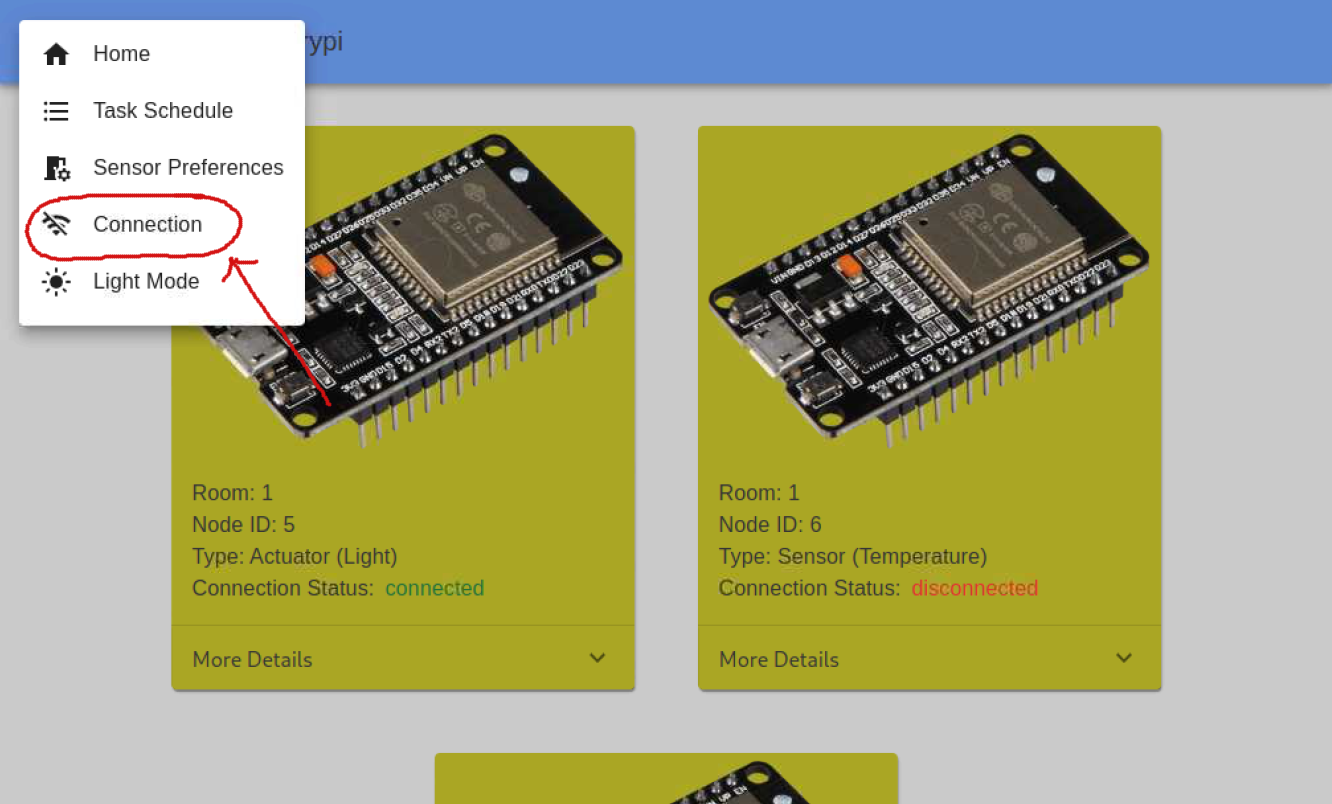 rypi
Home
Task Schedule
Sensor Preferences
Connection
Light Mode
Room: 1
Node ID: 5
Type: Actuator (Light)
Connection Status: connected
More Details
Room: 1
Node ID: 6
Type: Sensor (Temperature)
Connection Status: disconnected
More Details